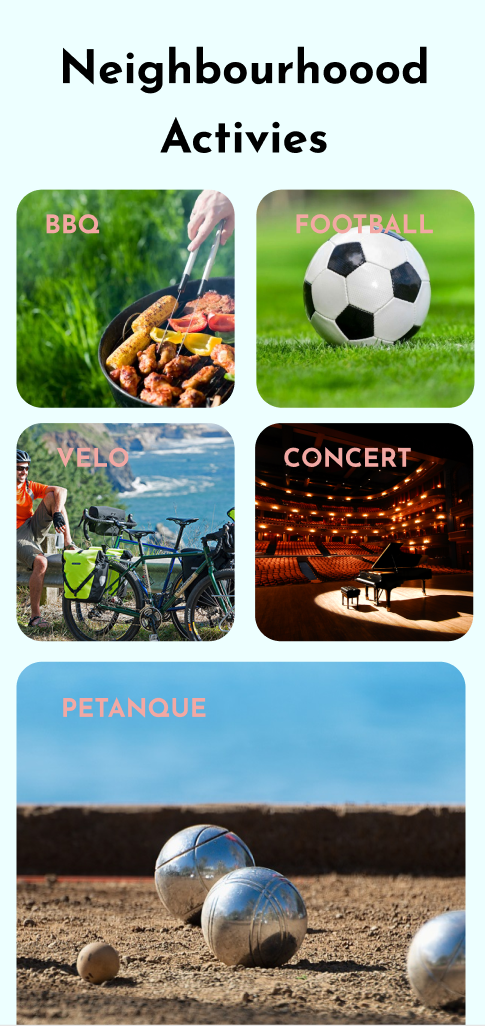 Neighbourhoood
Activies
BBQ
FOOTBALL
VELO
CONCERT
PETANQUE